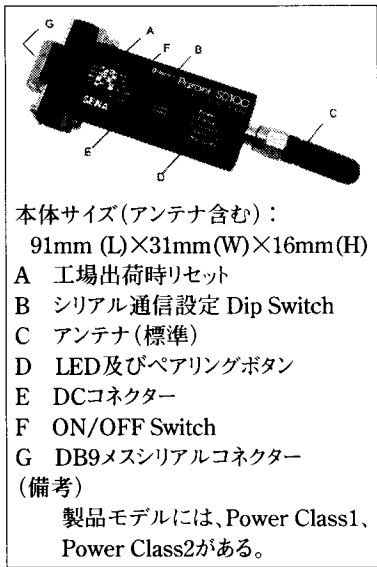 G
A
F
B
Parani SD100
SENA
C
E
D
本体サイズ(アンテナ含む):
91mm (L)×31mm(W)×16mm(H)
A 工場出荷時リセット
B シリアル通信設定 Dip Switch
C アンテナ(標準)
D LED及びペアリングボタン
E DCコネクター
F ON/OFF Switch
G DB9メスシリアルコネクター
(備考)
製品モデルには、Power Class1、
Power Class2がある。